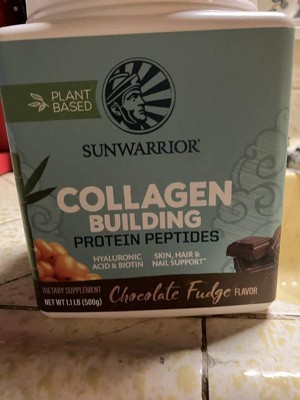 PLANT
BASED
SUNWARRIOR®
COLLAGEN
BUILDING
PROTEIN PEPTIDES
HYALURONIC
ACID & BIOTIN
SKIN, HAIR &
NAIL SUPPORT*
DIETARY SUPPLEMENT
NET WT 1.1 LB (500g)
Chocolate Fudge FLAVOR